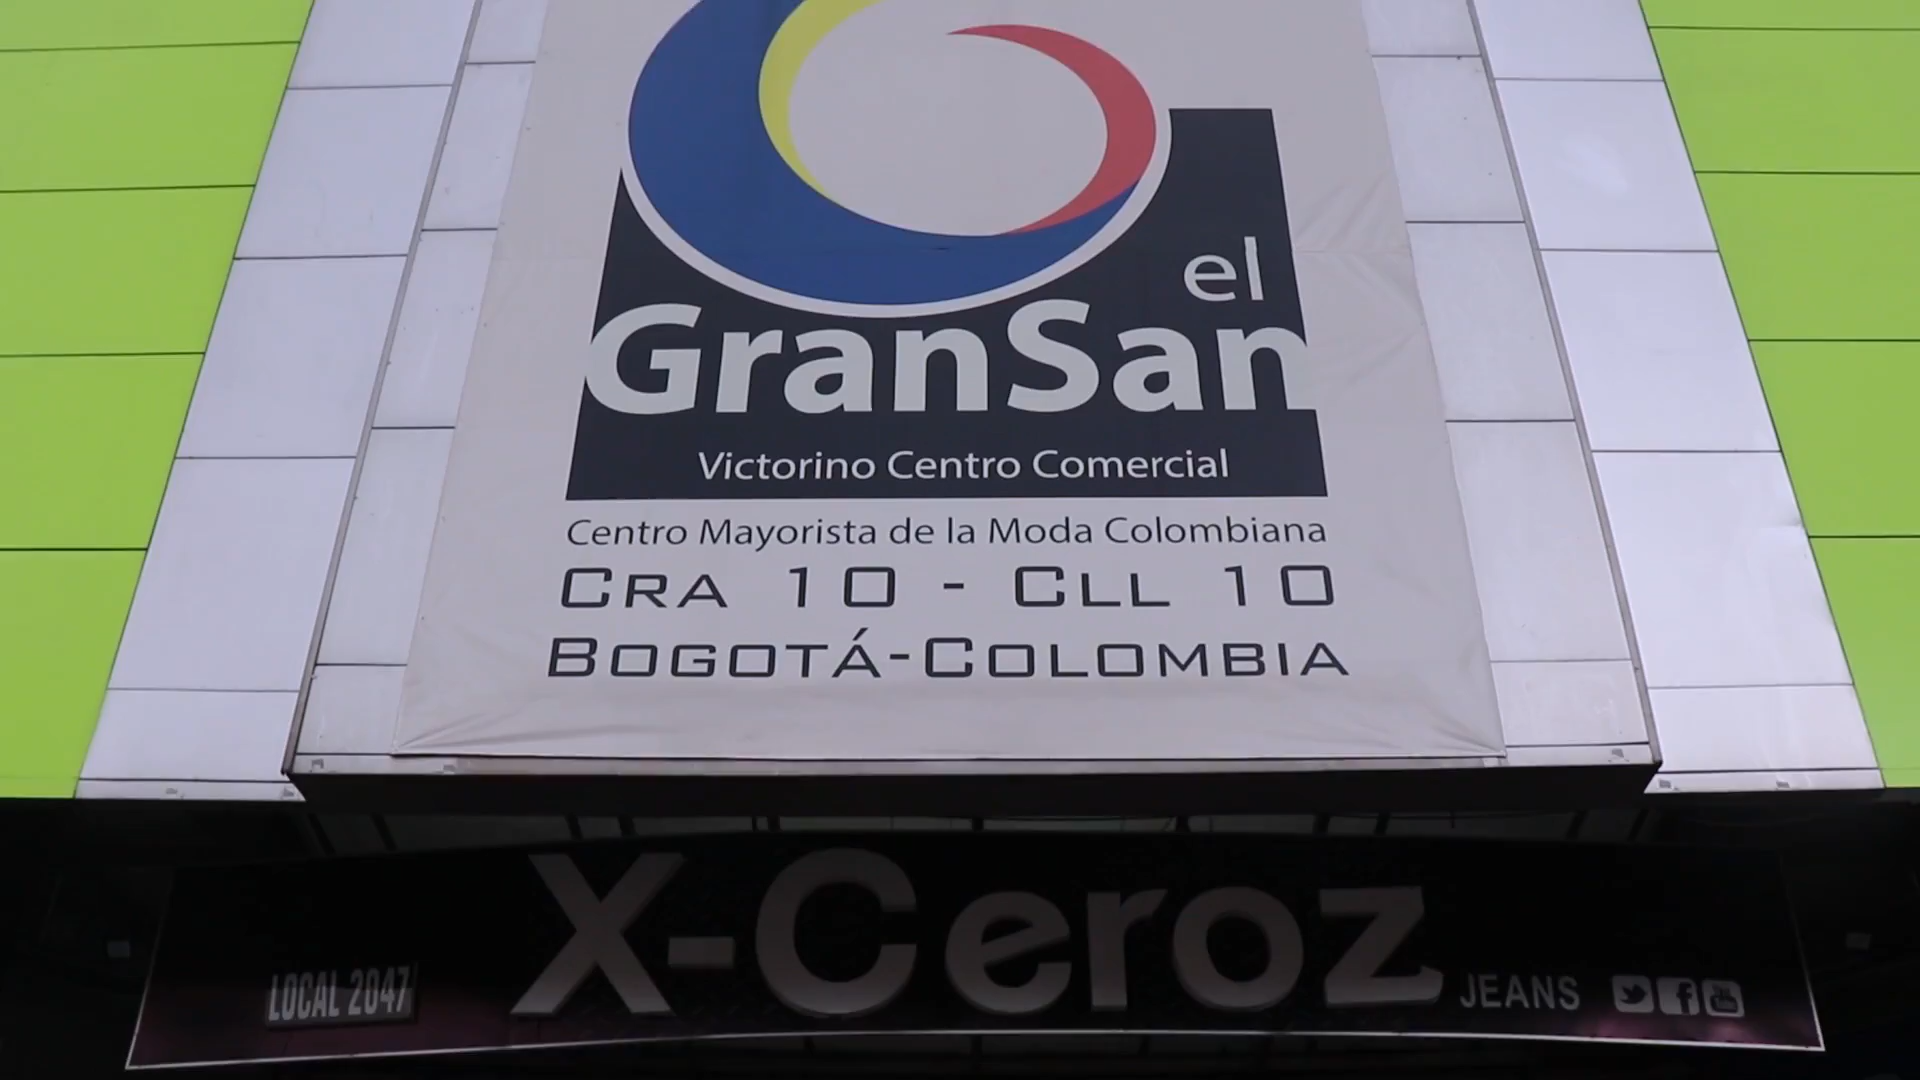 el
GranSan
Victorino Centro Comercial
Centro Mayorista de la Moda Colombiana
CRA 10 - CLL 10
BOGOTÁ-COLOMBIA
X-Ceroz
LOCAL 2047
JEANS